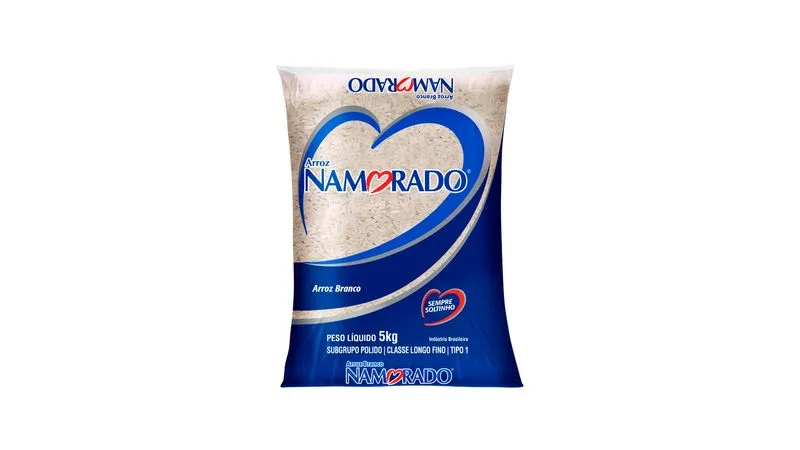 Arroz Branco
NAMORADO
Arroz
NAMORADO®
Arroz Branco
SEMPRE
SOLTINHO
PESO LÍQUIDO 5kg
Indústria Brasileira
SUBGRUPO POLIDO | CLASSE LONGO FINO | TIPO 1
Arroz Branco
NAMORADO®